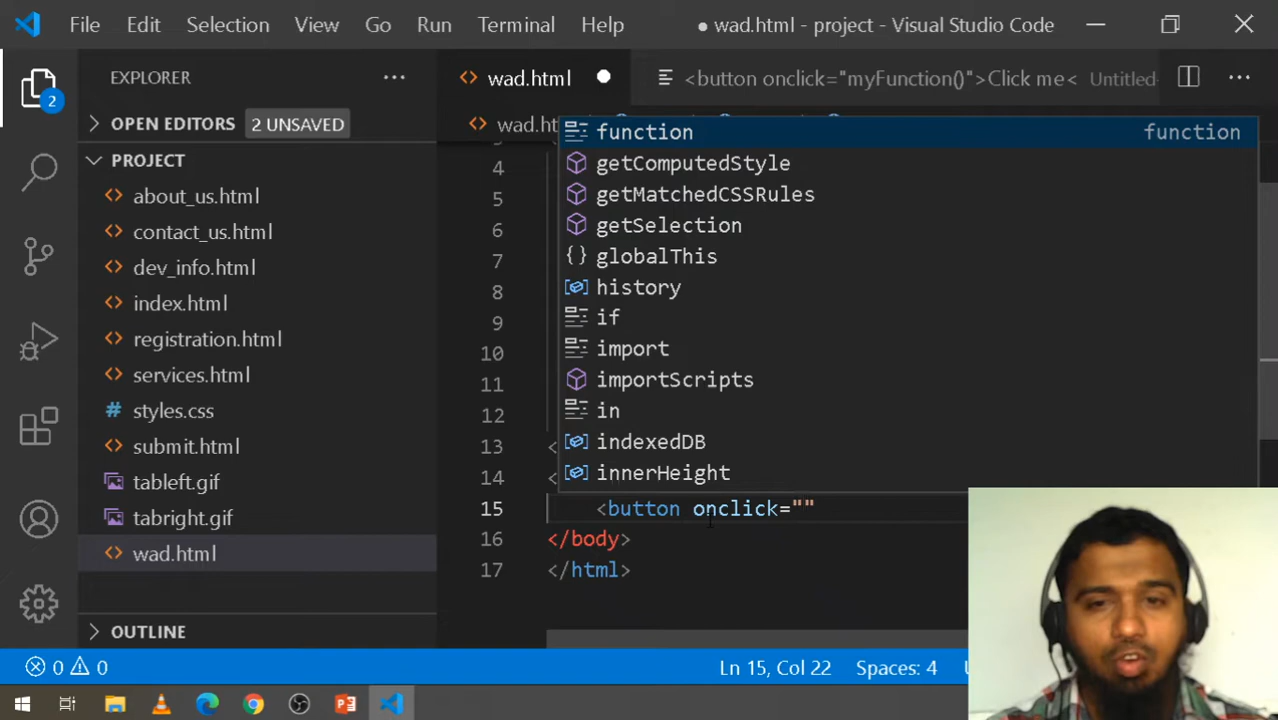 File Edit Selection View Go Run Terminal Help ● wad.html - project - Visual Studio Code
EXPLORER
OPEN EDITORS 2 UNSAVED
PROJECT
about_us.html
contact_us.html
dev_info.html
index.html
registration.html
services.html
styles.css
submit.html
tableft.gif
tabright.gif
wad.html
OUTLINE
2
wad.html ● <button onclick="myFunction()">Click me< Untitled-
wad.ht
function function
getComputedStyle
getMatchedCSSRules
getSelection
globalThis
history
if
import
importScripts
in
indexedDB
innerHeight
4
5
6
7
8
9
10
11
12
13 <
14 <
15 <button onclick=""
16 </body>
17 </html>
0 0 Ln 15, Col 22 Spaces: 4